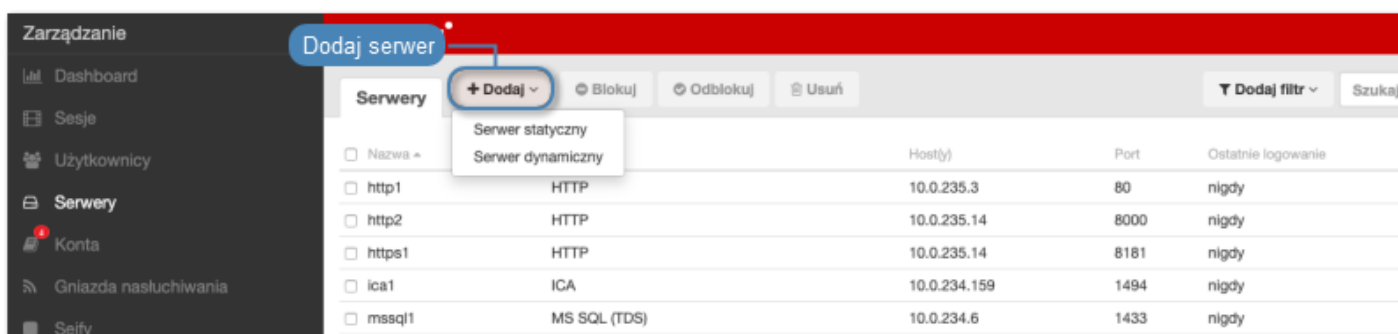 Zarządzanie
Dodaj serwer
Dashboard
Sesje
Użytkownicy
Serwery
4
Konta
Gniazda nasłuchiwania
Sejfy
Serwery
+ Dodaj
Blokuj
Odblokuj
Usuń
Dodaj filtr
Szukaj
Serwer statyczny
Serwer dynamiczny
Nazwa Host(y) Port Ostatnie logowanie
http1 HTTP 10.0.235.3 80 nigdy
http2 HTTP 10.0.235.14 8000 nigdy
https1 HTTP 10.0.235.14 8181 nigdy
ica1 ICA 10.0.234.159 1494 nigdy
mssql1 MS SQL (TDS) 10.0.234.6 1433 nigdy